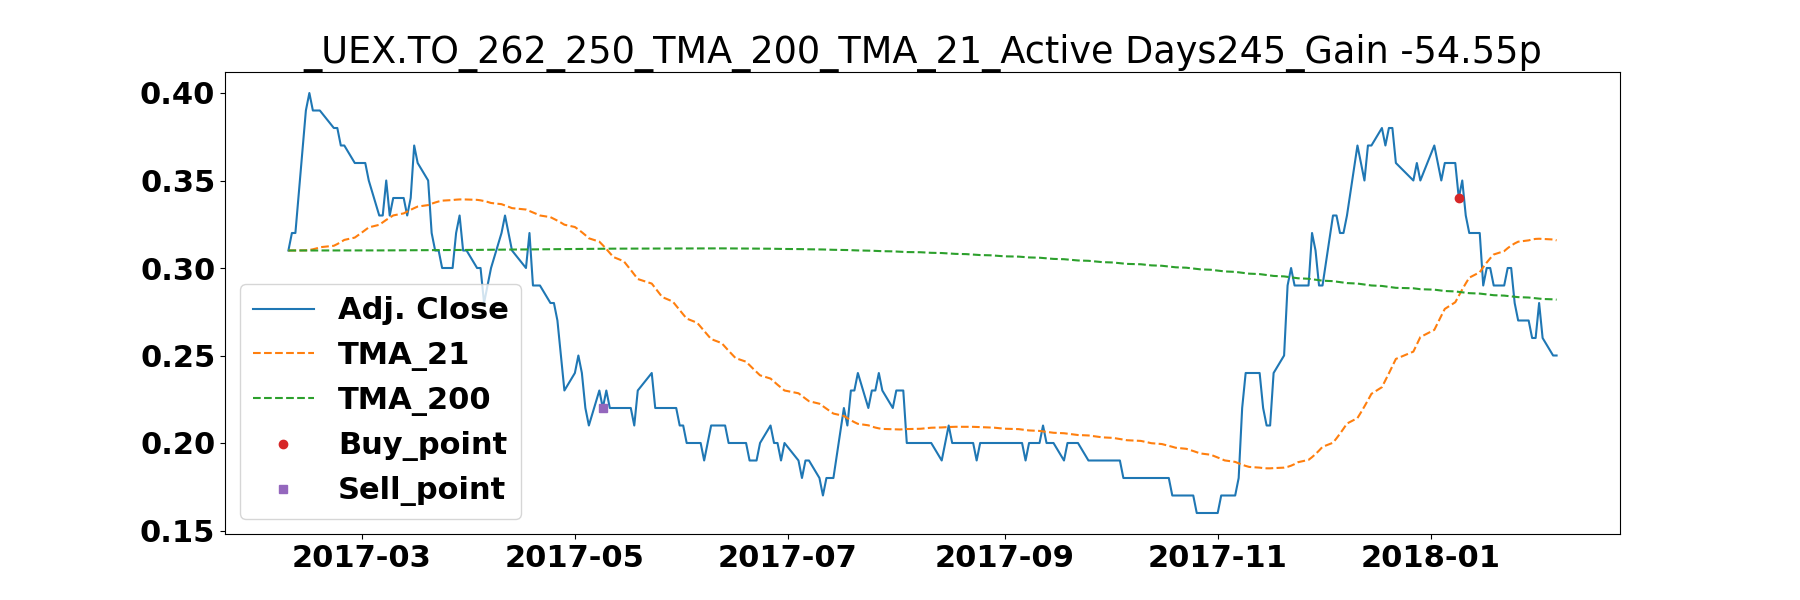 _UEX.TO_262_250_TMA_200_TMA_21_Active Days245_Gain -54.55p
0.40
0.35
0.30
0.25
0.20
0.15
Adj. Close
TMA_21
TMA_200
Buy_point
Sell_point
2017-03 2017-05 2017-07 2017-09 2017-11 2018-01